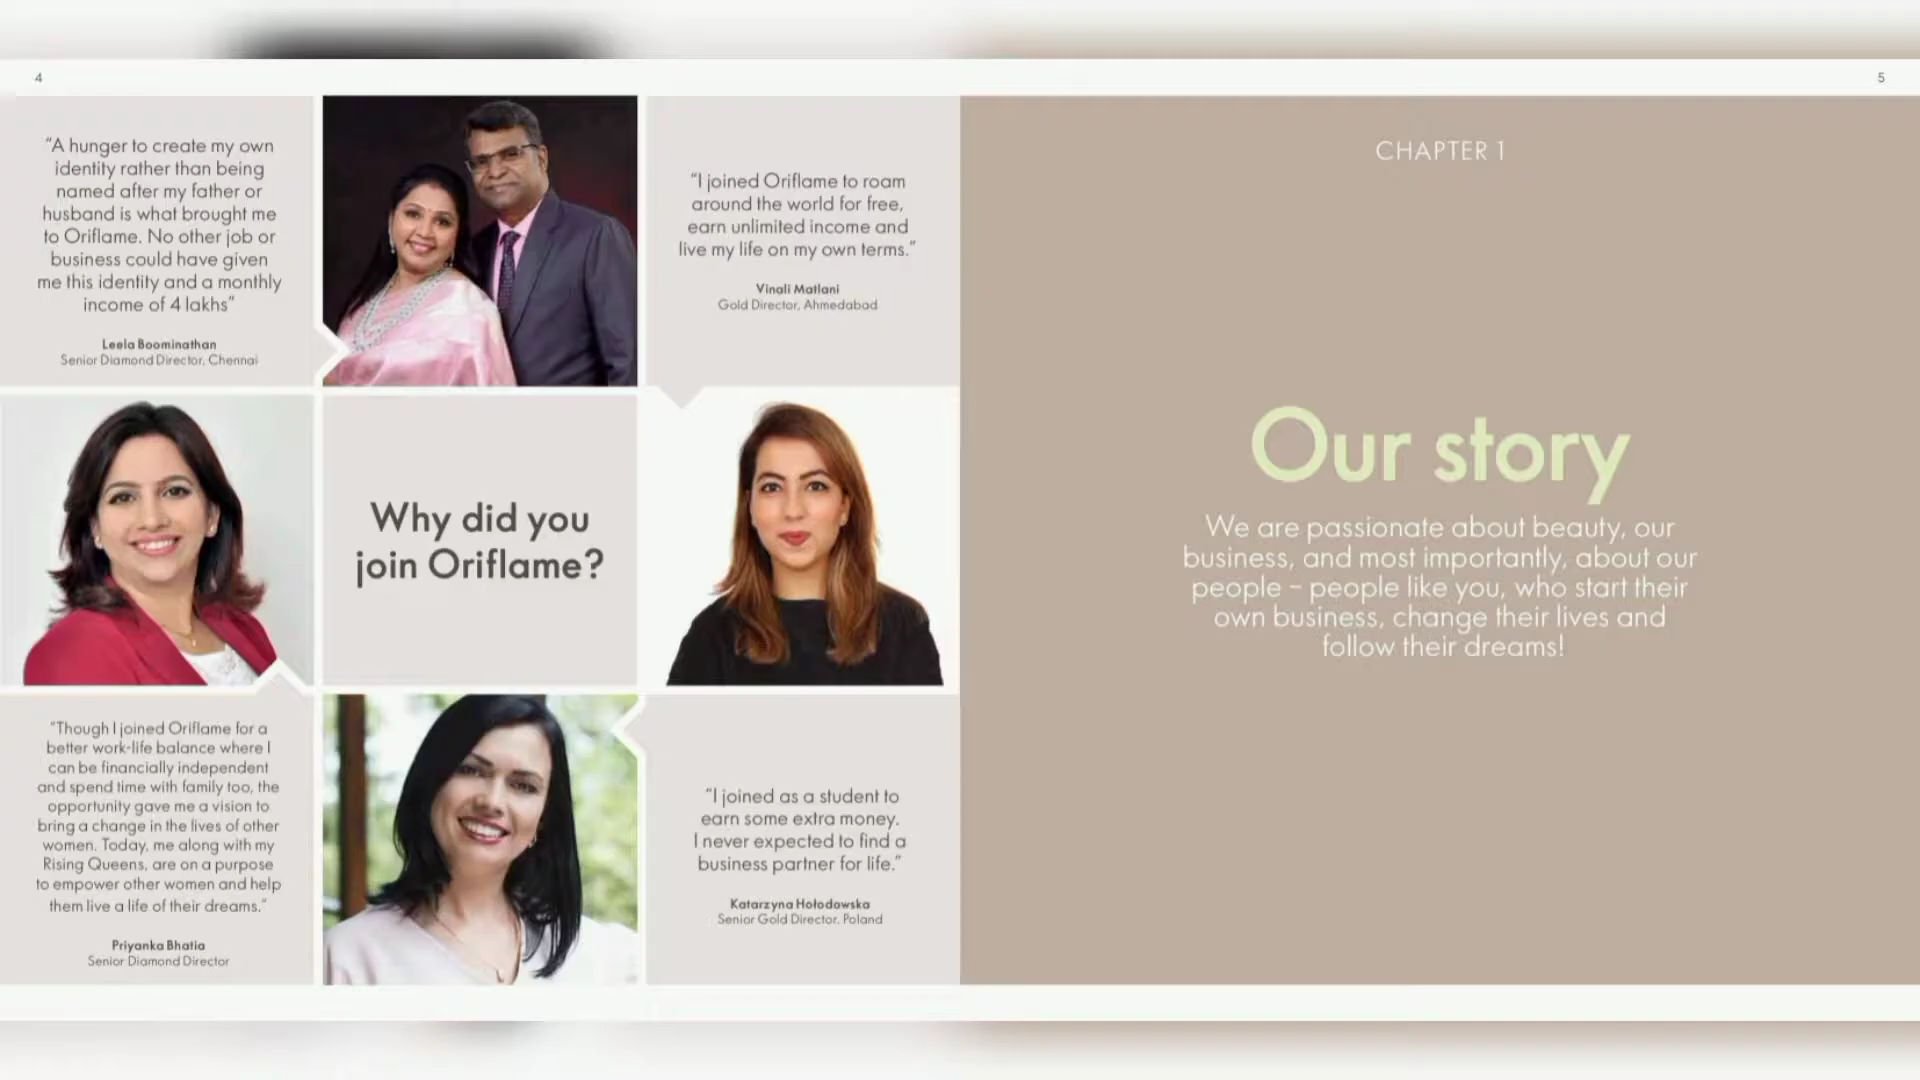 4
5
“A hunger to create my own
identity rather than being
named after my father or
husband is what brought me
to Oriflame. No other job or
business could have given
me this identity and a monthly
income of 4 lakhs”
Leela Boominathan
Senior Diamond Director, Chennai
“I joined Oriflame to roam
around the world for free,
earn unlimited income and
live my life on my own terms.”
Vinali Matlani
Gold Director, Ahmedabad
Why did you
join Oriflame?
“Though I joined Oriflame for a
better work-life balance where I
can be financially independent
and spend time with family too, the
opportunity gave me a vision to
bring a change in the lives of other
women. Today, me along with my
Rising Queens, are on a purpose
to empower other women and help
them live a life of their dreams.”
Priyanka Bhatia
Senior Diamond Director
“I joined as a student to
earn some extra money.
I never expected to find a
business partner for life.”
Katarzyna Hołodowska
Senior Gold Director, Poland
CHAPTER 1
Our story
We are passionate about beauty, our
business, and most importantly, about our
people – people like you, who start their
own business, change their lives and
follow their dreams!